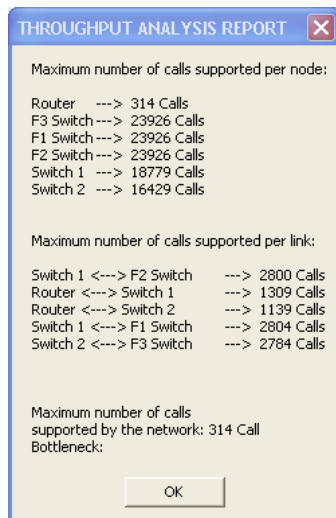 THROUGHPUT ANALYSIS REPORT
Maximum number of calls supported per node:
Router ---> 314 Calls
F3 Switch ---> 23926 Calls
F1 Switch ---> 23926 Calls
F2 Switch ---> 23926 Calls
Switch 1 ---> 18779 Calls
Switch 2 ---> 16429 Calls
Maximum number of calls supported per link:
Switch 1 <---> F2 Switch ---> 2800 Calls
Router <---> Switch 1 ---> 1309 Calls
Router <---> Switch 2 ---> 1139 Calls
Switch 1 <---> F1 Switch ---> 2804 Calls
Switch 2 <---> F3 Switch ---> 2784 Calls
Maximum number of calls
supported by the network: 314 Call
Bottleneck:
OK